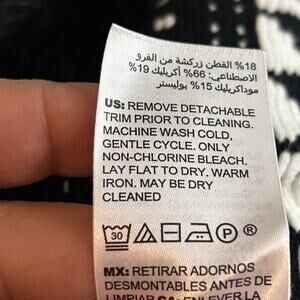 %18 القطن زركشة من الفرو
الاصطناعي: 66% أكريليك 19%
موداكريليك 15% بوليستر
US: REMOVE DETACHABLE
TRIM PRIOR TO CLEANING.
MACHINE WASH COLD,
GENTLE CYCLE. ONLY
NON-CHLORINE BLEACH.
LAY FLAT TO DRY. WARM
IRON. MAY BE DRY
CLEANED
30 P
MX: RETIRAR ADORNOS
DESMONTABLES ANTES DE